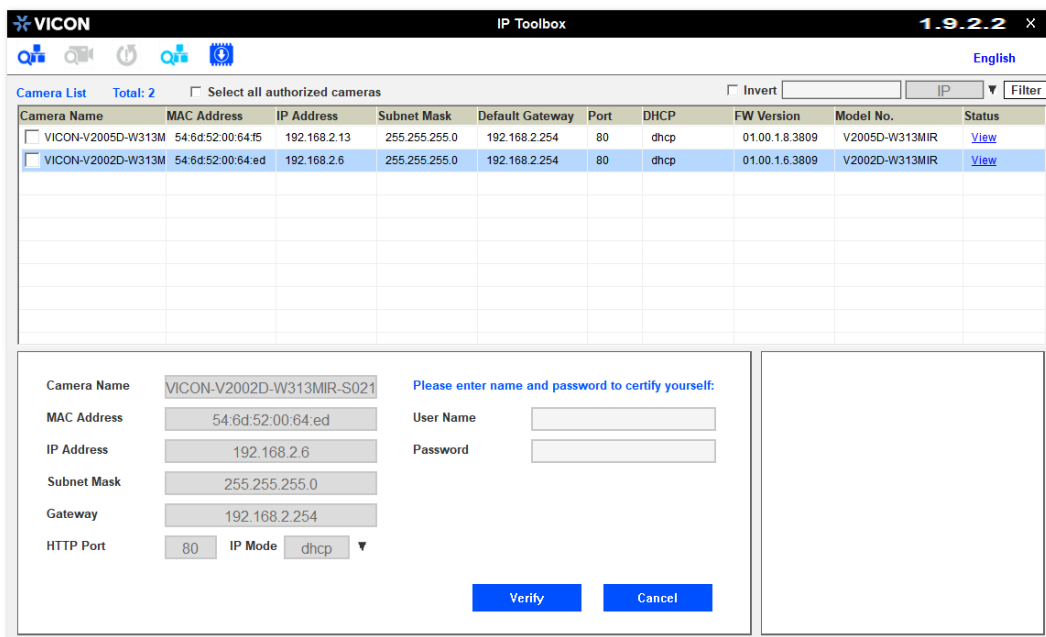 VICON IP Toolbox 1.9.2.2 X
English
Camera List Total: 2 Select all authorized cameras Invert IP ▼ Filter
Camera Name MAC Address IP Address Subnet Mask Default Gateway Port DHCP FW Version Model No. Status
VICON-V2005D-W313M 54:6d:52:00:64:f5 192.168.2.13 255.255.255.0 192.168.2.254 80 dhcp 01.00.1.8.3809 V2005D-W313MIR View
VICON-V2002D-W313M 54:6d:52:00:64:ed 192.168.2.6 255.255.255.0 192.168.2.254 80 dhcp 01.00.1.6.3809 V2002D-W313MIR View
Camera Name VICON-V2002D-W313MIR-S021 Please enter name and password to certify yourself:
MAC Address 54:6d:52:00:64:ed User Name
IP Address 192.168.2.6 Password
Subnet Mask 255.255.255.0
Gateway 192.168.2.254
HTTP Port 80 IP Mode dhcp ▼
Verify Cancel